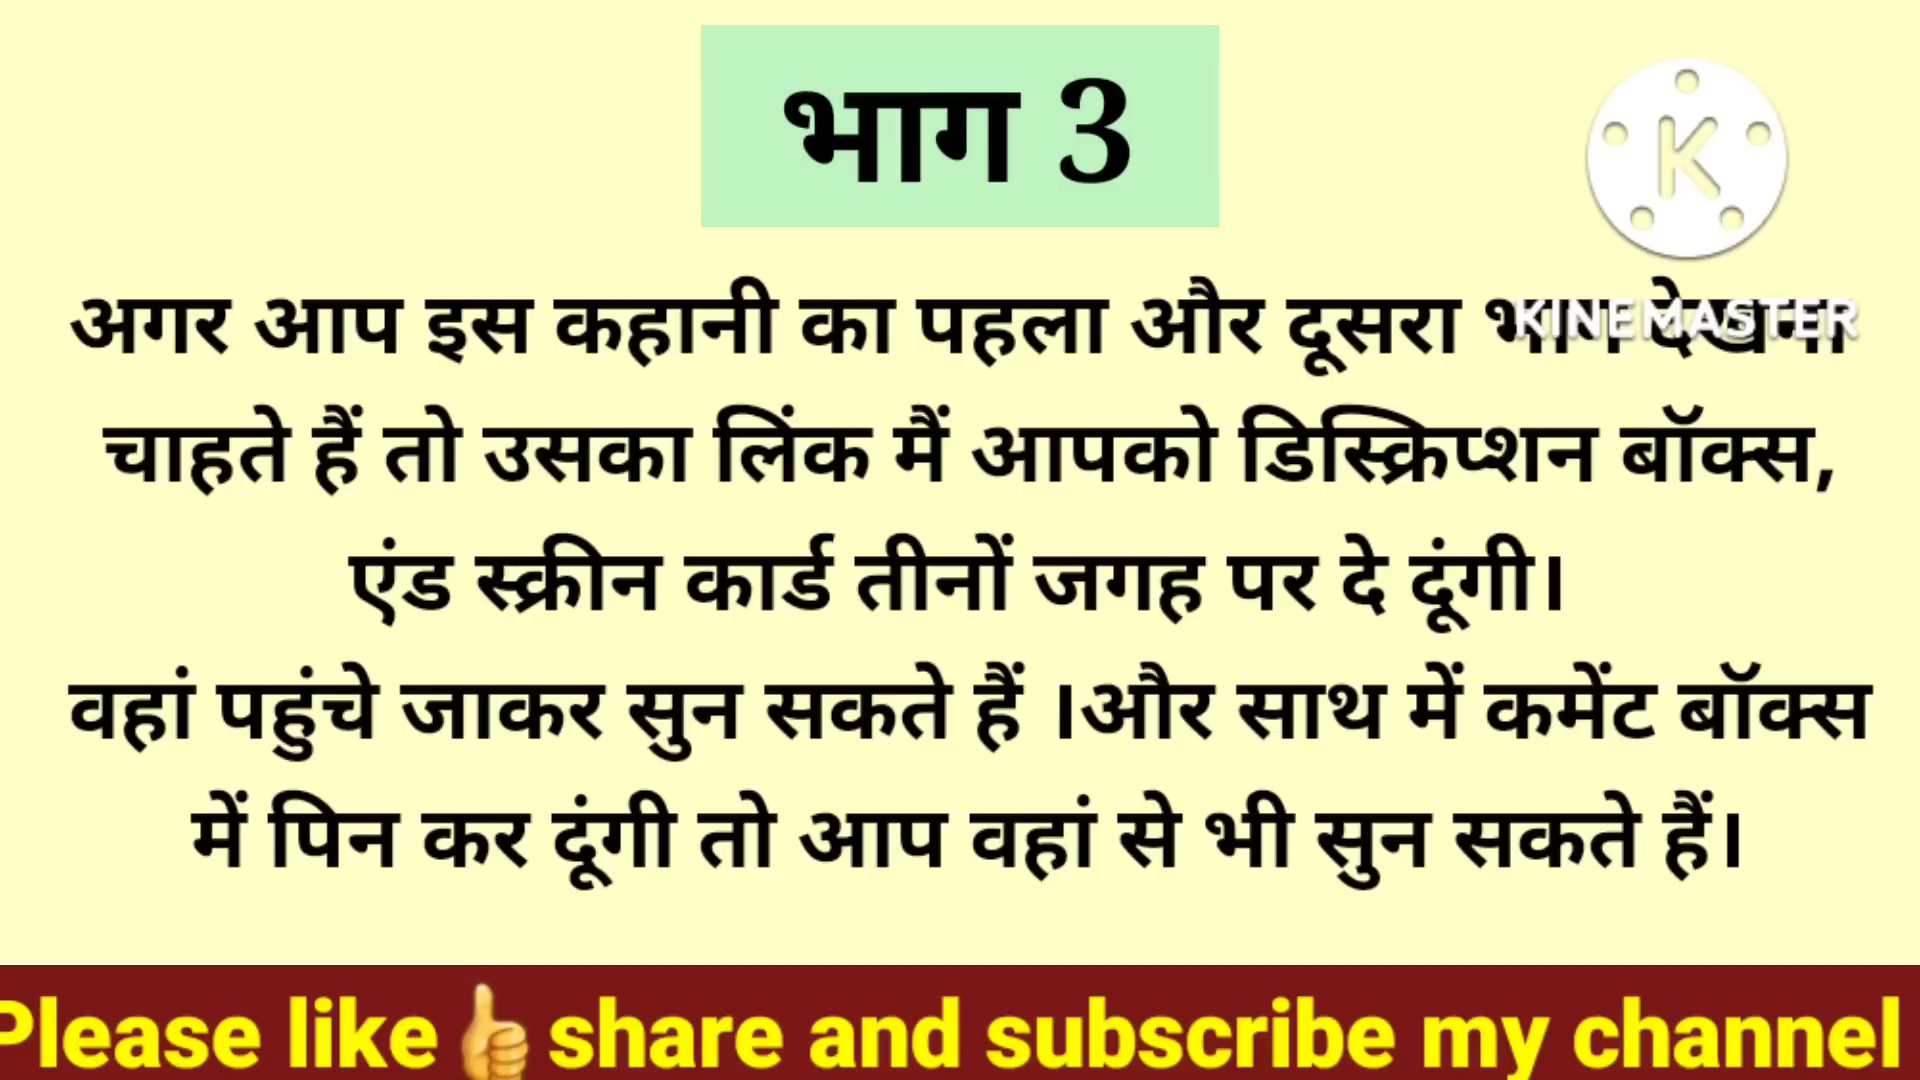 भाग 3
K
KINEMASTER
अगर आप इस कहानी का पहला और दूसरा भाग देखना
चाहते हैं तो उसका लिंक मैं आपको डिस्क्रिप्शन बॉक्स,
एंड स्क्रीन कार्ड तीनों जगह पर दे दूंगी।
वहां पहुंचे जाकर सुन सकते हैं ।और साथ में कमेंट बॉक्स
में पिन कर दूंगी तो आप वहां से भी सुन सकते हैं।
Please like👍share and subscribe my channel